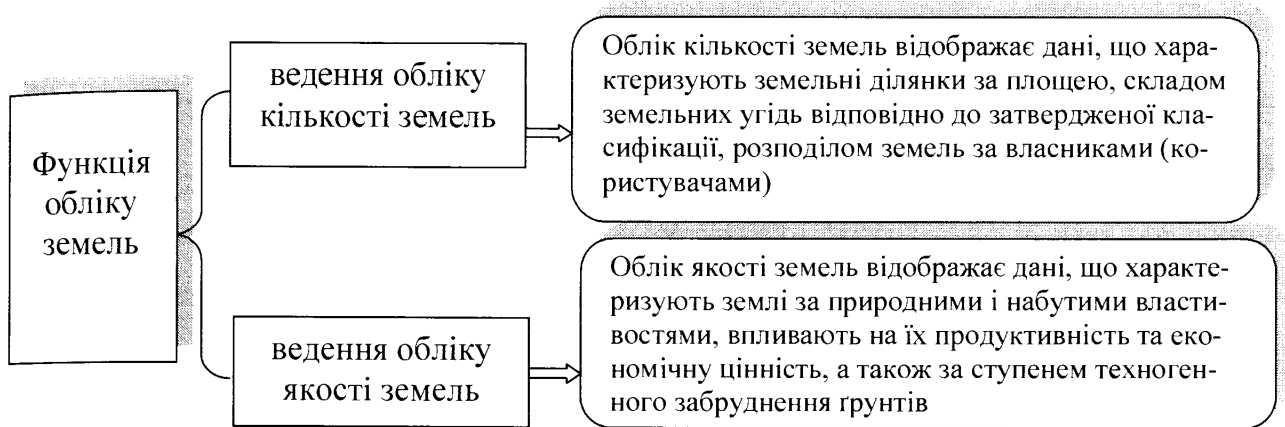 Функція
обліку
земель
ведення обліку
кількості земель
Облік кількості земель відображає дані, що хара-
ктеризують земельні ділянки за площею, складом
земельних угідь відповідно до затвердженої кла-
сифікації, розподілом земель за власниками (ко-
ристувачами)
ведення обліку
якості земель
Облік якості земель відображає дані, що характе-
ризують землі за природними і набутими власти-
востями, впливають на їх продуктивність та еко-
номічну цінність, а також за ступенем техноген-
ного забруднення ґрунтів